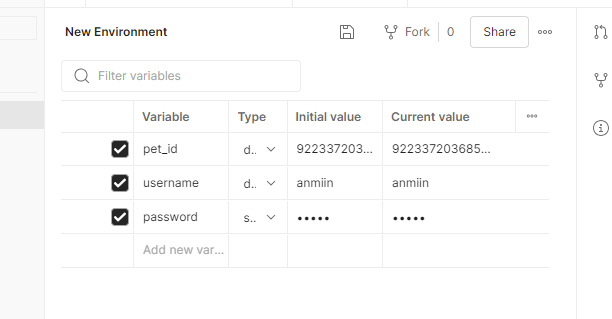 New Environment Fork 0 Share
Filter variables
Variable Type Initial value Current value
pet_id d.. 922337203... 922337203685...
username d.. anmiin anmiin
password s.. ••••• •••••
Add new var...